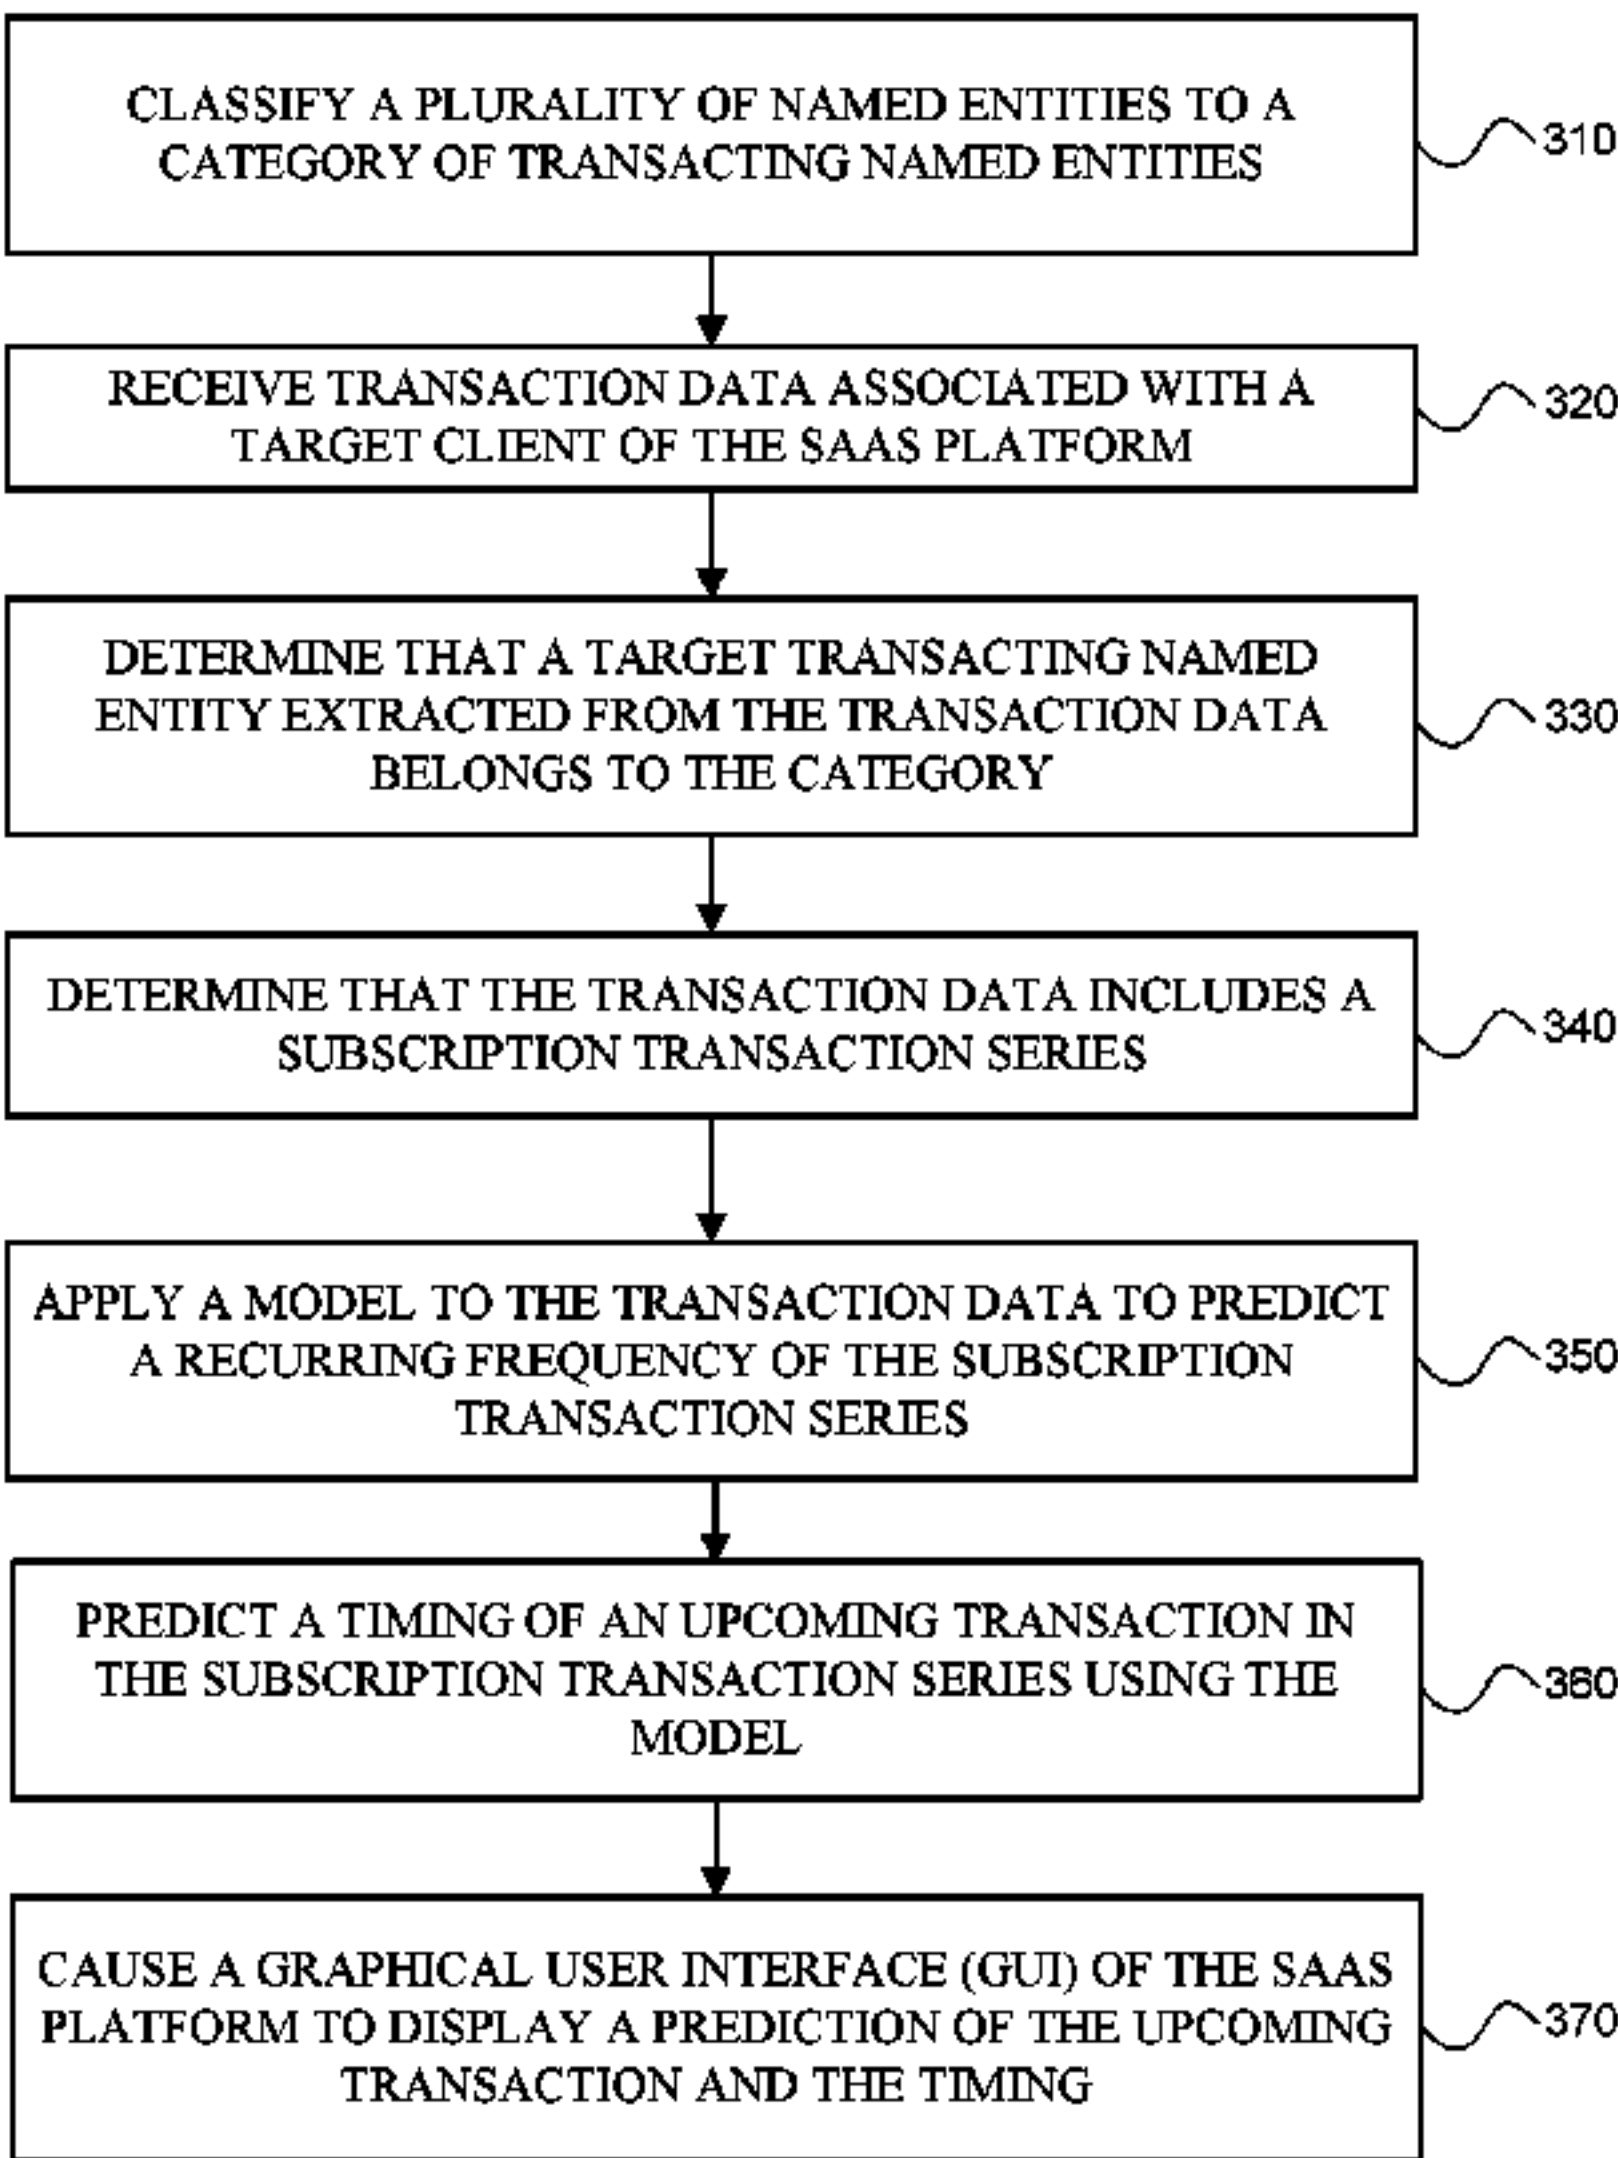 CLASSIFY A PLURALITY OF NAMED ENTITIES TO A
CATEGORY OF TRANSACTING NAMED ENTITIES
310
RECEIVE TRANSACTION DATA ASSOCIATED WITH A
TARGET CLIENT OF THE SAAS PLATFORM
320
DETERMINE THAT A TARGET TRANSACTING NAMED
ENTITY EXTRACTED FROM THE TRANSACTION DATA
BELONGS TO THE CATEGORY
330
DETERMINE THAT THE TRANSACTION DATA INCLUDES A
SUBSCRIPTION TRANSACTION SERIES
340
APPLY A MODEL TO THE TRANSACTION DATA TO PREDICT
A RECURRING FREQUENCY OF THE SUBSCRIPTION
TRANSACTION SERIES
350
PREDICT A TIMING OF AN UPCOMING TRANSACTION IN
THE SUBSCRIPTION TRANSACTION SERIES USING THE
MODEL
360
CAUSE A GRAPHICAL USER INTERFACE (GUI) OF THE SAAS
PLATFORM TO DISPLAY A PREDICTION OF THE UPCOMING
TRANSACTION AND THE TIMING
370